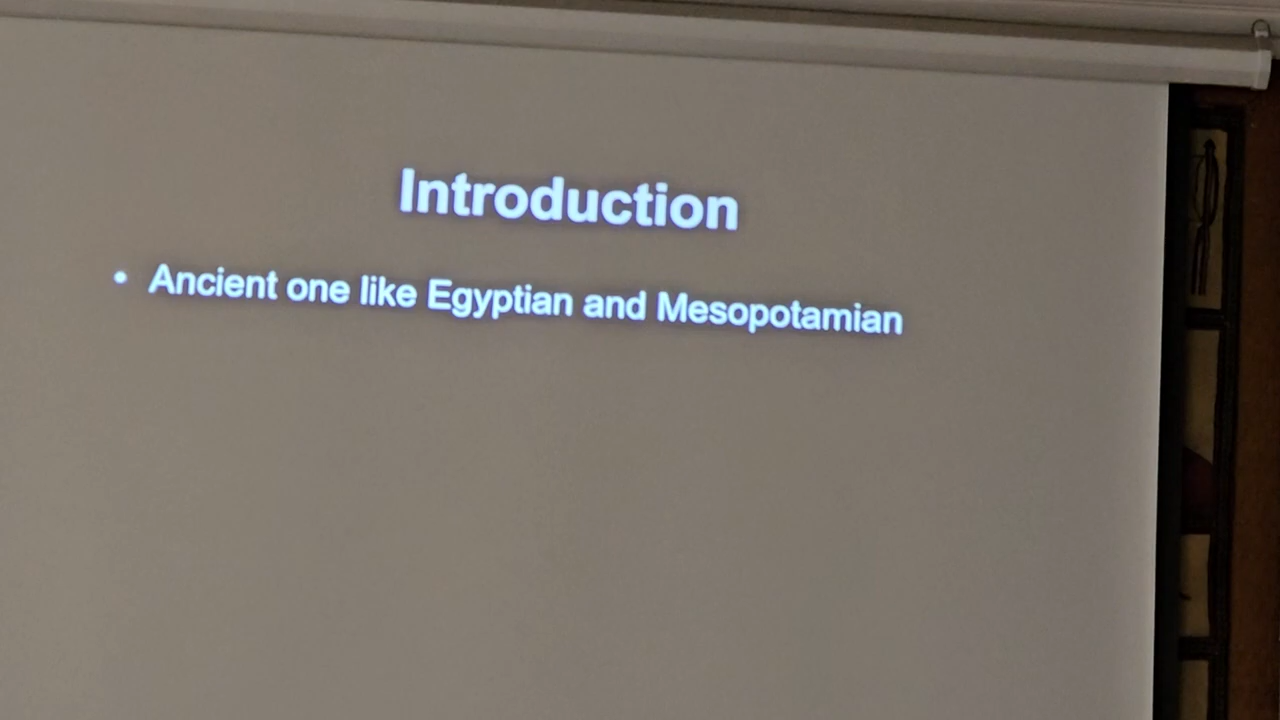 Introduction
• Ancient one like Egyptian and Mesopotamian